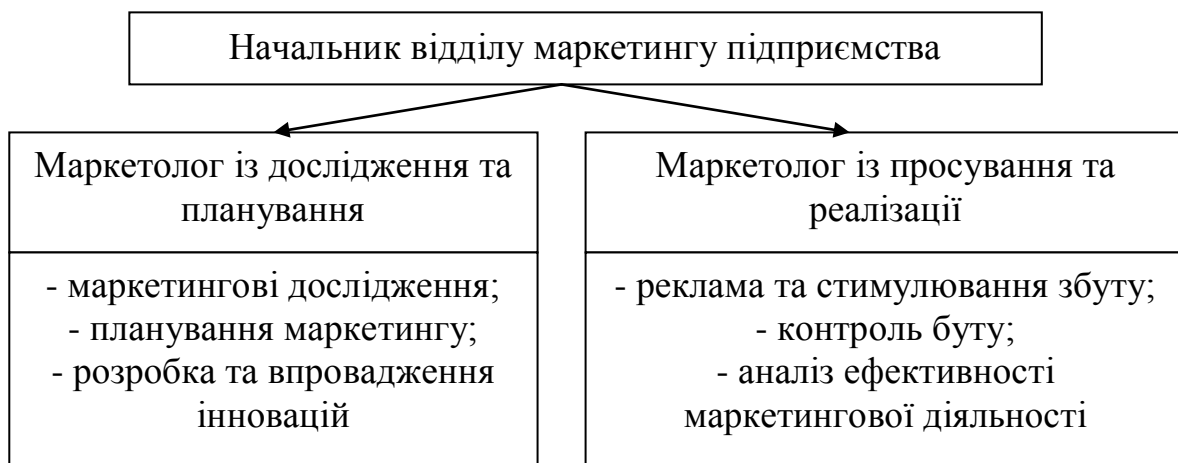 Начальник відділу маркетингу підприємства
Маркетолог із дослідження та
планування
- маркетингові дослідження;
- планування маркетингу;
- розробка та впровадження
інновацій
Маркетолог із просування та
реалізації
- реклама та стимулювання збуту;
- контроль буту;
- аналіз ефективності
маркетингової діяльності